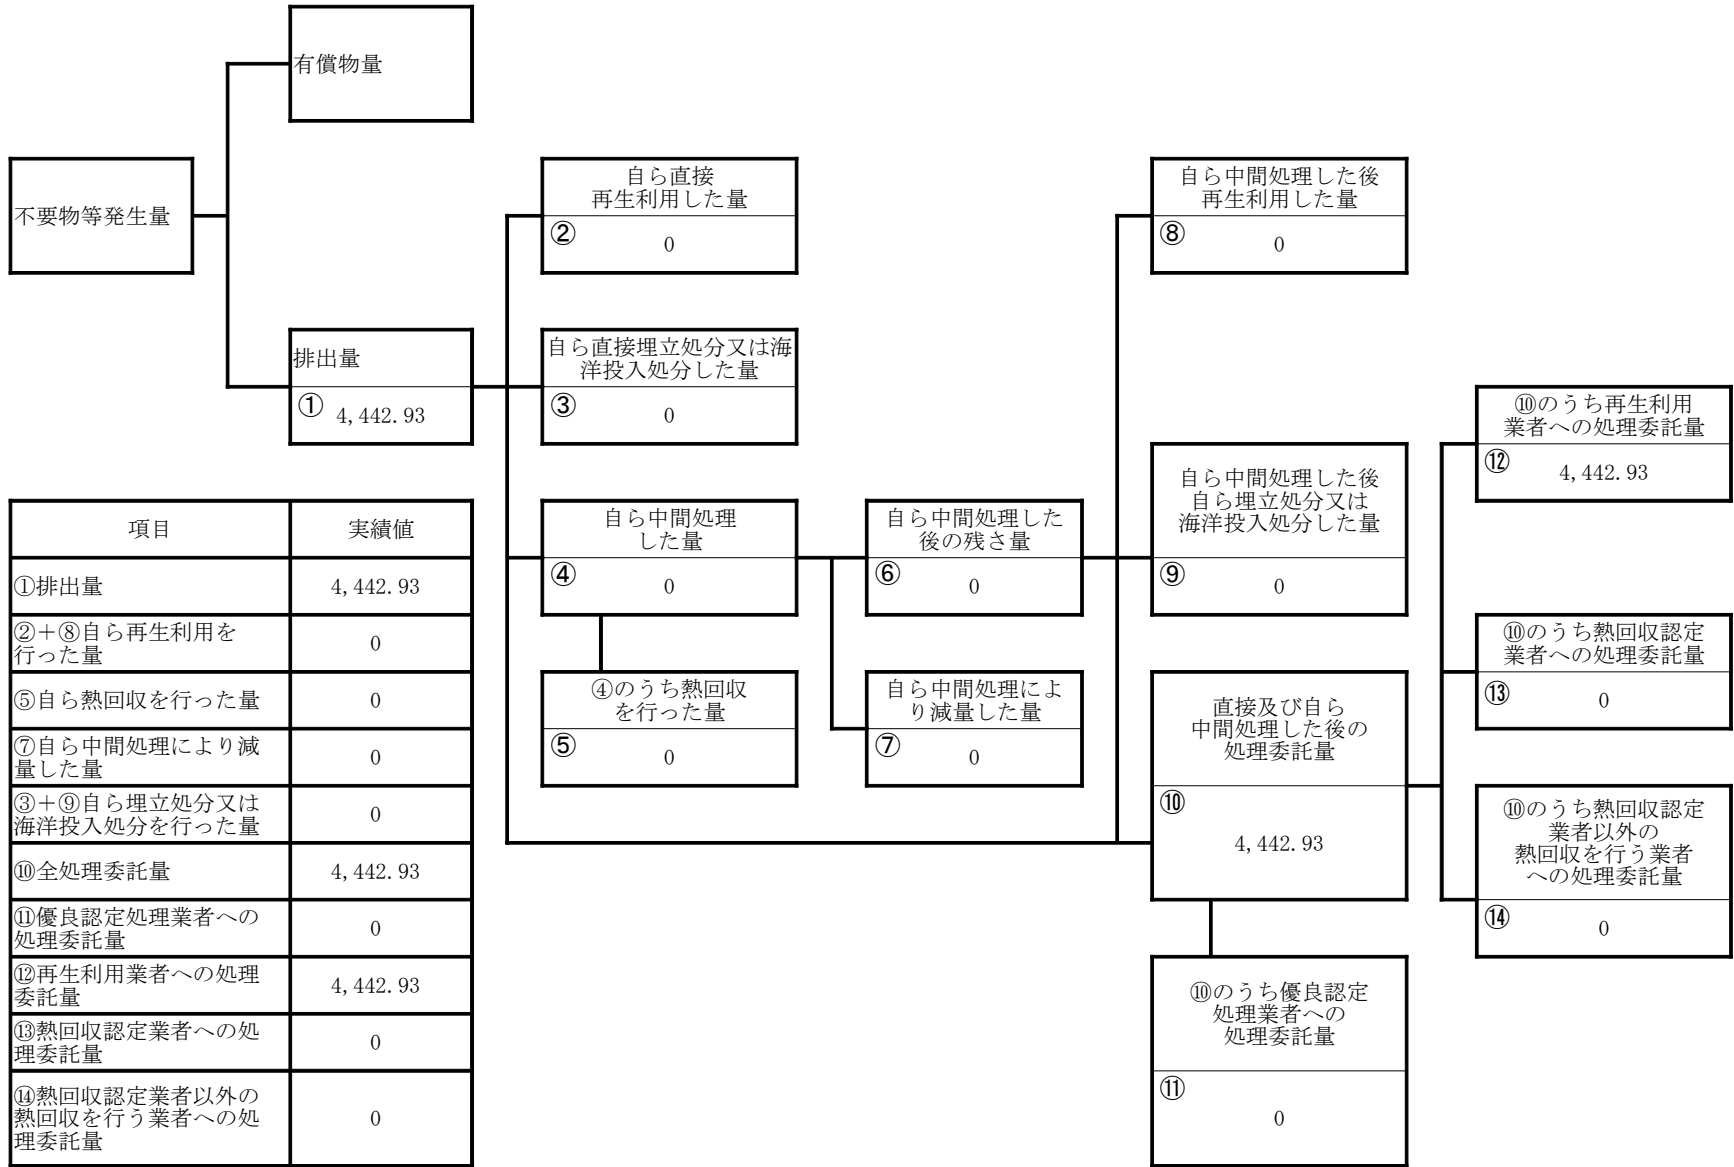 有償物量
不要物等発生量
自ら直接
再生利用した量
②
0
自ら中間処理した後
再生利用した量
⑧
0
排出量
①
4,442.93
自ら直接埋立処分又は海
洋投入処分した量
③
0
⑩のうち再生利用
業者への処理委託量
⑫
4,442.93
自ら中間処理
した量
④
0
自ら中間処理した
後の残さ量
⑥
0
自ら中間処理した後
自ら埋立処分又は
海洋投入処分した量
⑨
0
④のうち熱回収
を行った量
⑤
0
自ら中間処理によ
り減量した量
⑦
0
直接及び自ら
中間処理した後の
処理委託量
⑩
4,442.93
⑩のうち熱回収認定
業者への処理委託量
⑬
0
⑩のうち熱回収認定
業者以外の
熱回収を行う業者
への処理委託量
⑭
0
⑩のうち優良認定
処理業者への
処理委託量
⑪
0
項目 実績値
①排出量 4,442.93
②+⑧自ら再生利用を
行った量 0
⑤自ら熱回収を行った量 0
⑦自ら中間処理により減
量した量 0
③+⑨自ら埋立処分又は
海洋投入処分を行った量 0
⑩全処理委託量 4,442.93
⑪優良認定処理業者への
処理委託量 0
⑫再生利用業者への処理
委託量 4,442.93
⑬熱回収認定業者への処
理委託量 0
⑭熱回収認定業者以外の
熱回収を行う業者への処
理委託量 0